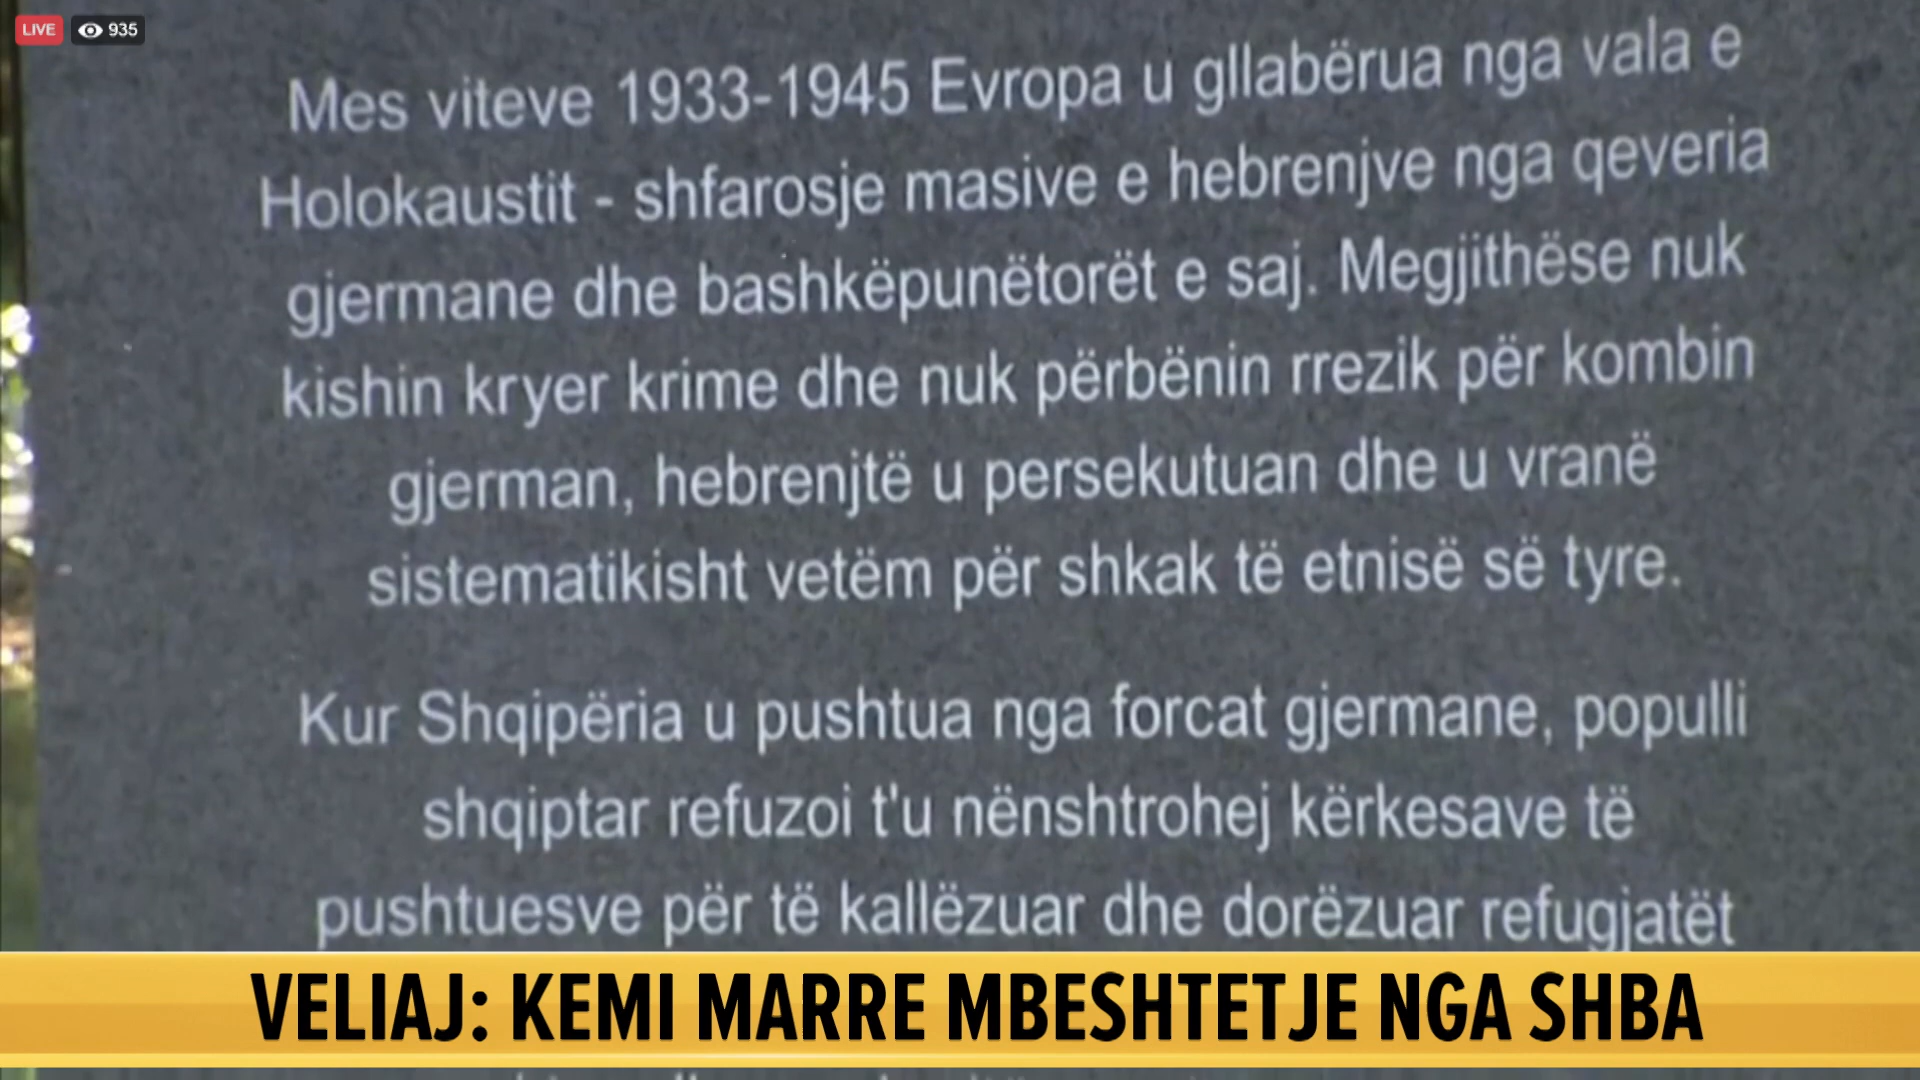 LIVE 935
Mes viteve 1933-1945 Evropa u gllabërua nga vala e
Holokaustit - shfarosje masive e hebrenjve nga qeveria
gjermane dhe bashkëpunëtorët e saj. Megjithëse nuk
kishin kryer krime dhe nuk përbënin rrezik për kombin
gjerman, hebrenjtë u persekutuan dhe u vranë
sistematikisht vetëm për shkak të etnisë së tyre.
Kur Shqipëria u pushtua nga forcat gjermane, populli
shqiptar refuzoi t'u nënshtrohej kërkesave të
pushtuesve për të kallëzuar dhe dorëzuar refugjatët
VELIAJ: KEMI MARRE MBESHTETJE NGA SHBA